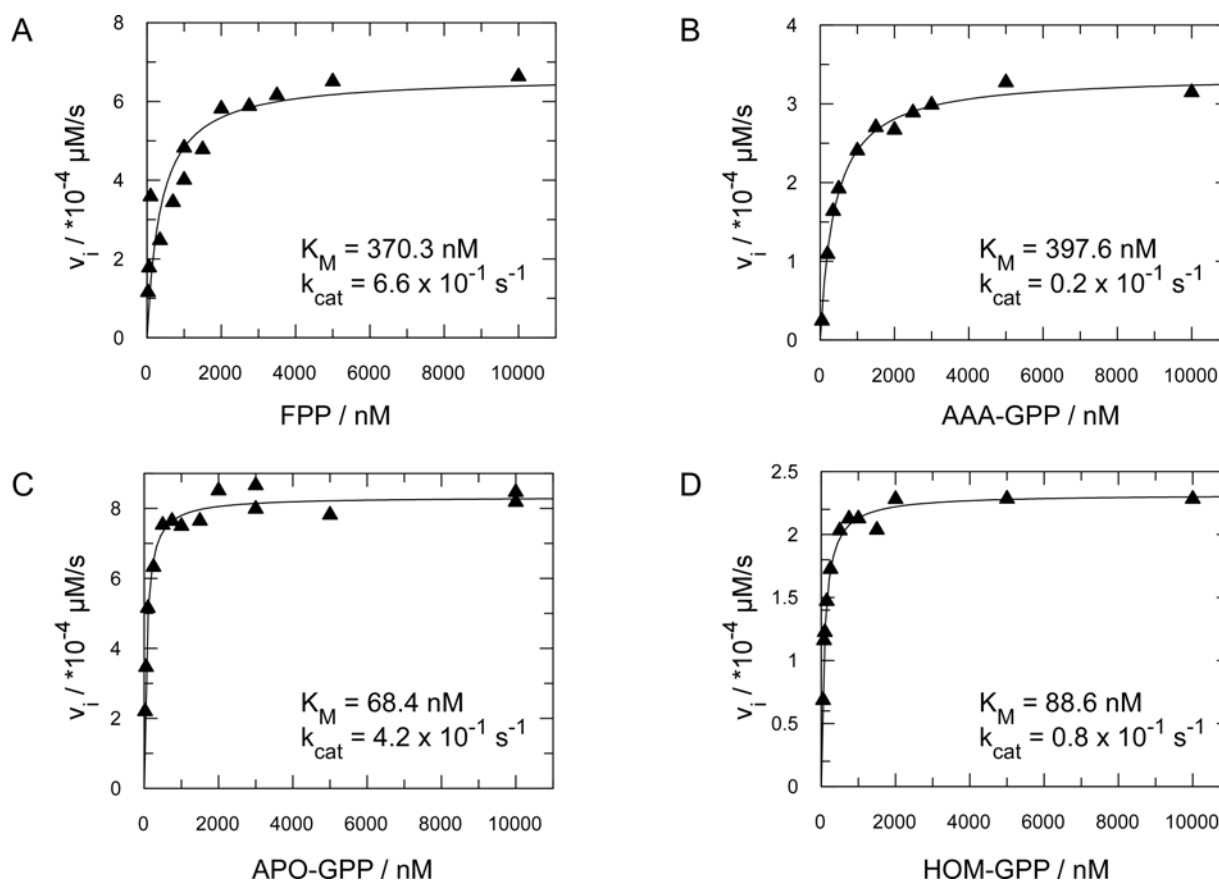 A
8
6
4
2
0
v_i / *10^-4 µM/s
K_M = 370.3 nM
k_cat = 6.6 x 10^-1 s^-1
0 2000 4000 6000 8000 10000
FPP / nM
B
4
3
2
1
0
v_i / *10^-4 µM/s
K_M = 397.6 nM
k_cat = 0.2 x 10^-1 s^-1
0 2000 4000 6000 8000 10000
AAA-GPP / nM
C
8
6
4
2
0
v_i / *10^-4 µM/s
K_M = 68.4 nM
k_cat = 4.2 x 10^-1 s^-1
0 2000 4000 6000 8000 10000
APO-GPP / nM
D
2.5
2
1.5
1
0.5
0
v_i / *10^-4 µM/s
K_M = 88.6 nM
k_cat = 0.8 x 10^-1 s^-1
0 2000 4000 6000 8000 10000
HOM-GPP / nM